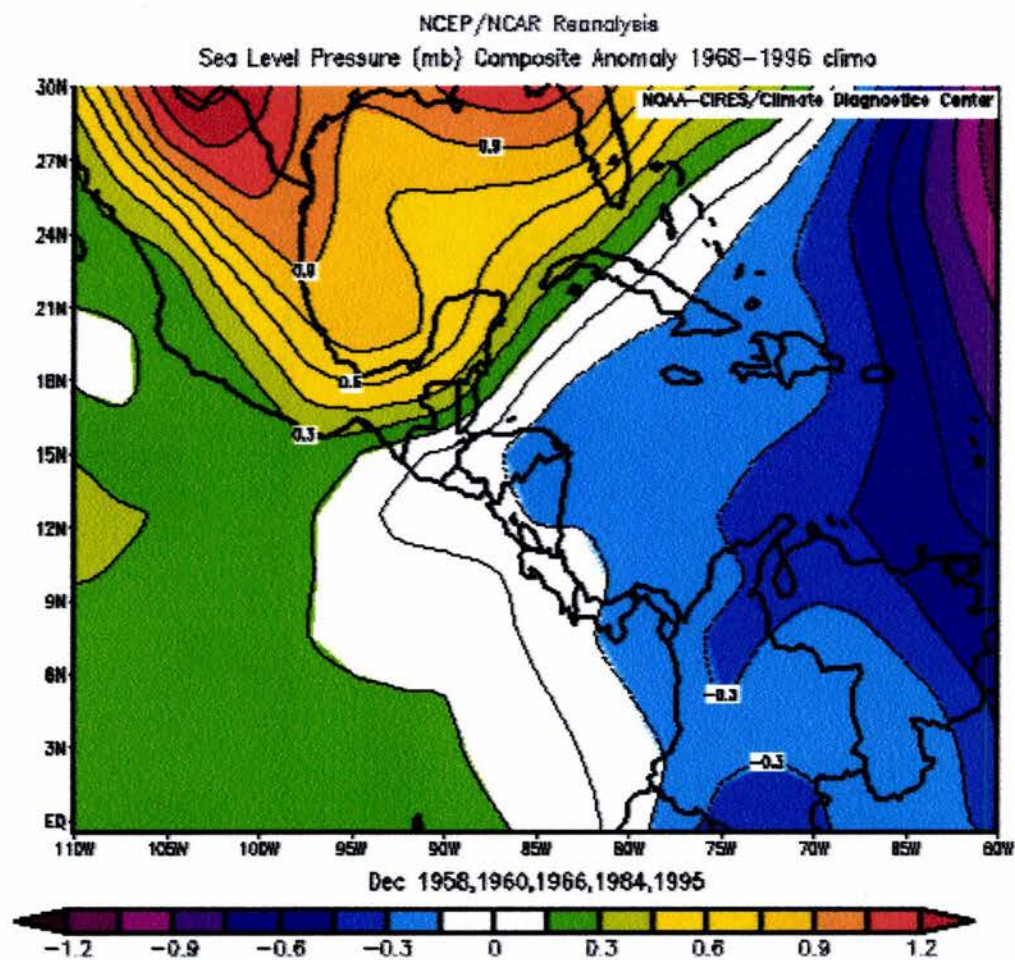 NCEP/NCAR Reanalysis
Sea Level Pressure (mb) Composite Anomaly 1968-1996 clima
NOAA-CIRES/Climate Diagnostics Center
30N
27N
24N
21N
18N
15N
12N
9N
6N
3N
EQ
0.9
0.9
0.6
0.3
-0.3
-0.3
110W 105W 100W 95W 90W 85W 80W 75W 70W 65W 60W
Dec 1958,1960,1966,1984,1995
-1.2 -0.9 -0.6 -0.3 0 0.3 0.6 0.9 1.2